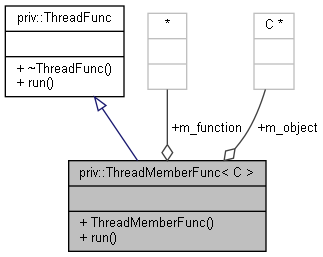 priv::ThreadFunc
+ ~ThreadFunc()
+ run()
*
C *
+m_function
+m_object
priv::ThreadMemberFunc< C >
+ ThreadMemberFunc()
+ run()